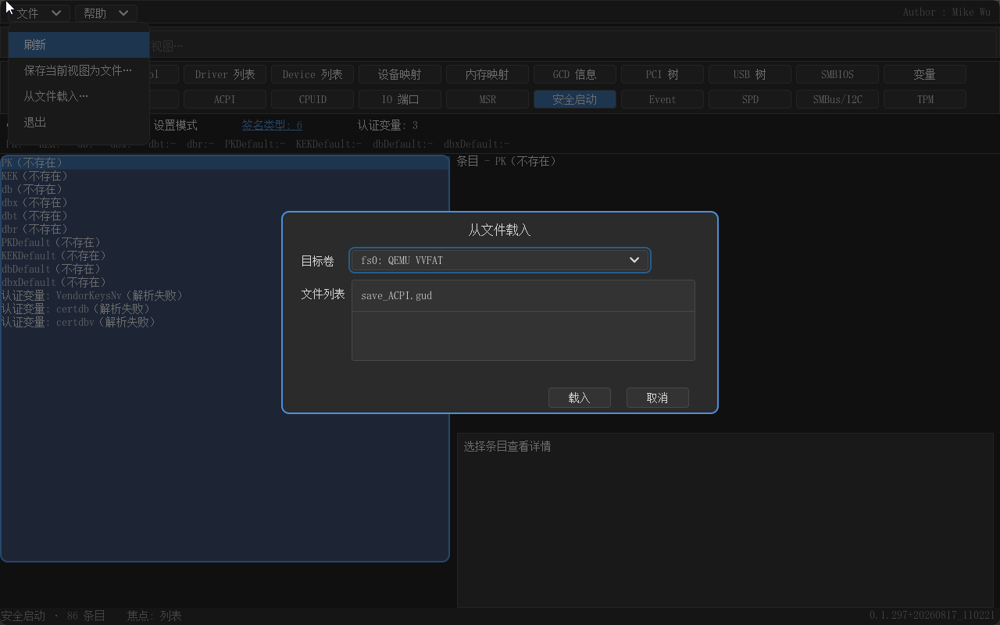 文件 帮助 Author : Mike Wu
刷新 视图…
保存当前视图为文件…
从文件载入…
退出
ol Driver 列表 Device 列表 设备映射 内存映射 GCD 信息 PCI 树 USB 树 SMBIOS 变量
ACPI CPUID IO 端口 MSR 安全启动 Event SPD SMBus/I2C TPM
设置模式 签名类型: 6 认证变量: 3
dbt:- dbr:- PKDefault:- KEKDefault:- dbDefault:- dbxDefault:-
PK（不存在）
KEK（不存在）
db（不存在）
dbx（不存在）
dbt（不存在）
dbr（不存在）
PKDefault（不存在）
KEKDefault（不存在）
dbDefault（不存在）
dbxDefault（不存在）
认证变量: VendorKeysNv（解析失败）
认证变量: certdb（解析失败）
认证变量: certdbv（解析失败）
条目 - PK（不存在）
从文件载入
目标卷 fs0: QEMU VVFAT
文件列表 save_ACPI.gud
载入 取消
选择条目查看详情
安全启动 · 86 条目 焦点: 列表 0.1.297+20260817_110221